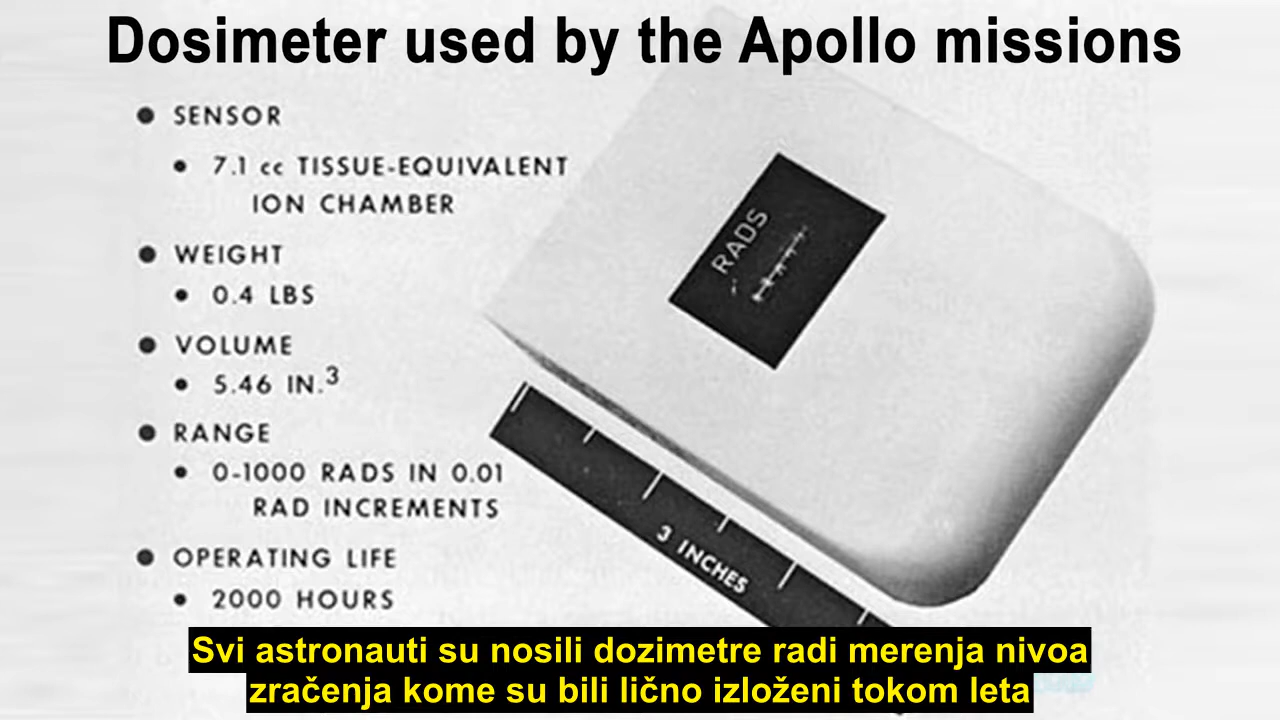 Dosimeter used by the Apollo missions
● SENSOR
● 7.1 cc TISSUE-EQUIVALENT
ION CHAMBER
● WEIGHT
● 0.4 LBS
● VOLUME
● 5.46 IN.³
● RANGE
● 0-1000 RADS IN 0.01
RAD INCREMENTS
● OPERATING LIFE
● 2000 HOURS
RADS
3 INCHES
Svi astronauti su nosili dozimetre radi merenja nivoa
zračenja kome su bili lično izloženi tokom leta